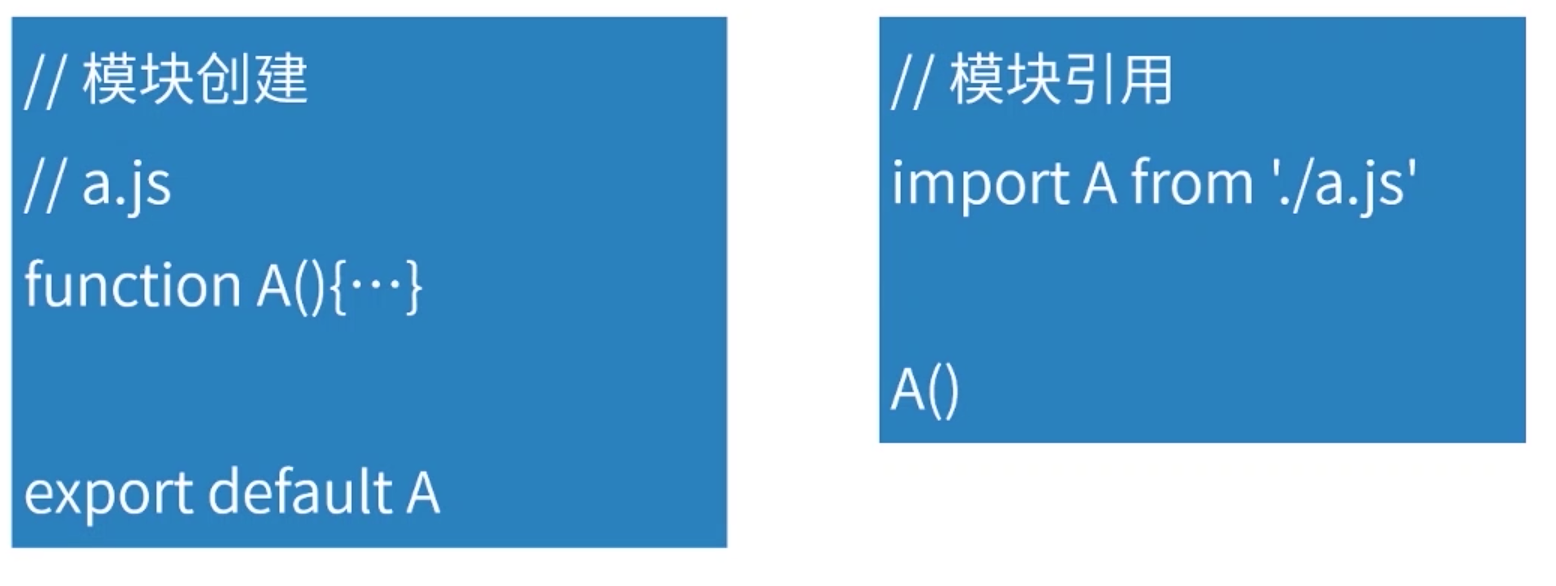 // 模块创建
// a.js
function A(){⋯}
export default A
// 模块引用
import A from './a.js'
A()